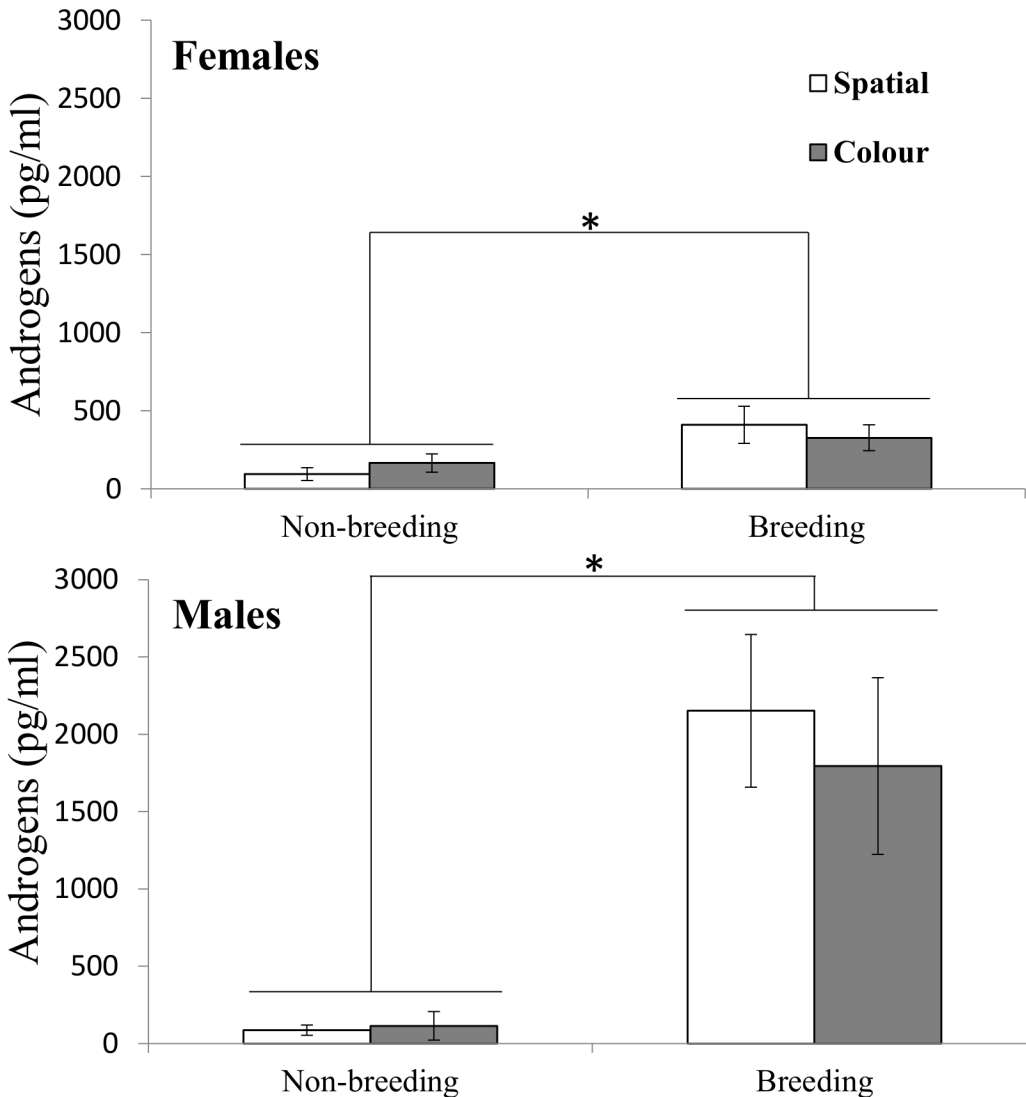 Females
Spatial
Colour
Androgens (pg/ml)
3000
2500
2000
1500
1000
500
0
*
Non-breeding
Breeding
Males
Androgens (pg/ml)
3000
2500
2000
1500
1000
500
0
*
Non-breeding
Breeding